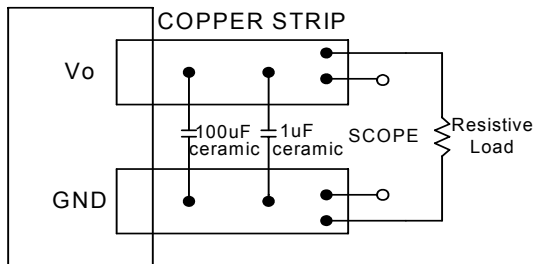 COPPER STRIP
Vo
100uF
ceramic
1uF
ceramic
SCOPE
Resistive
Load
GND